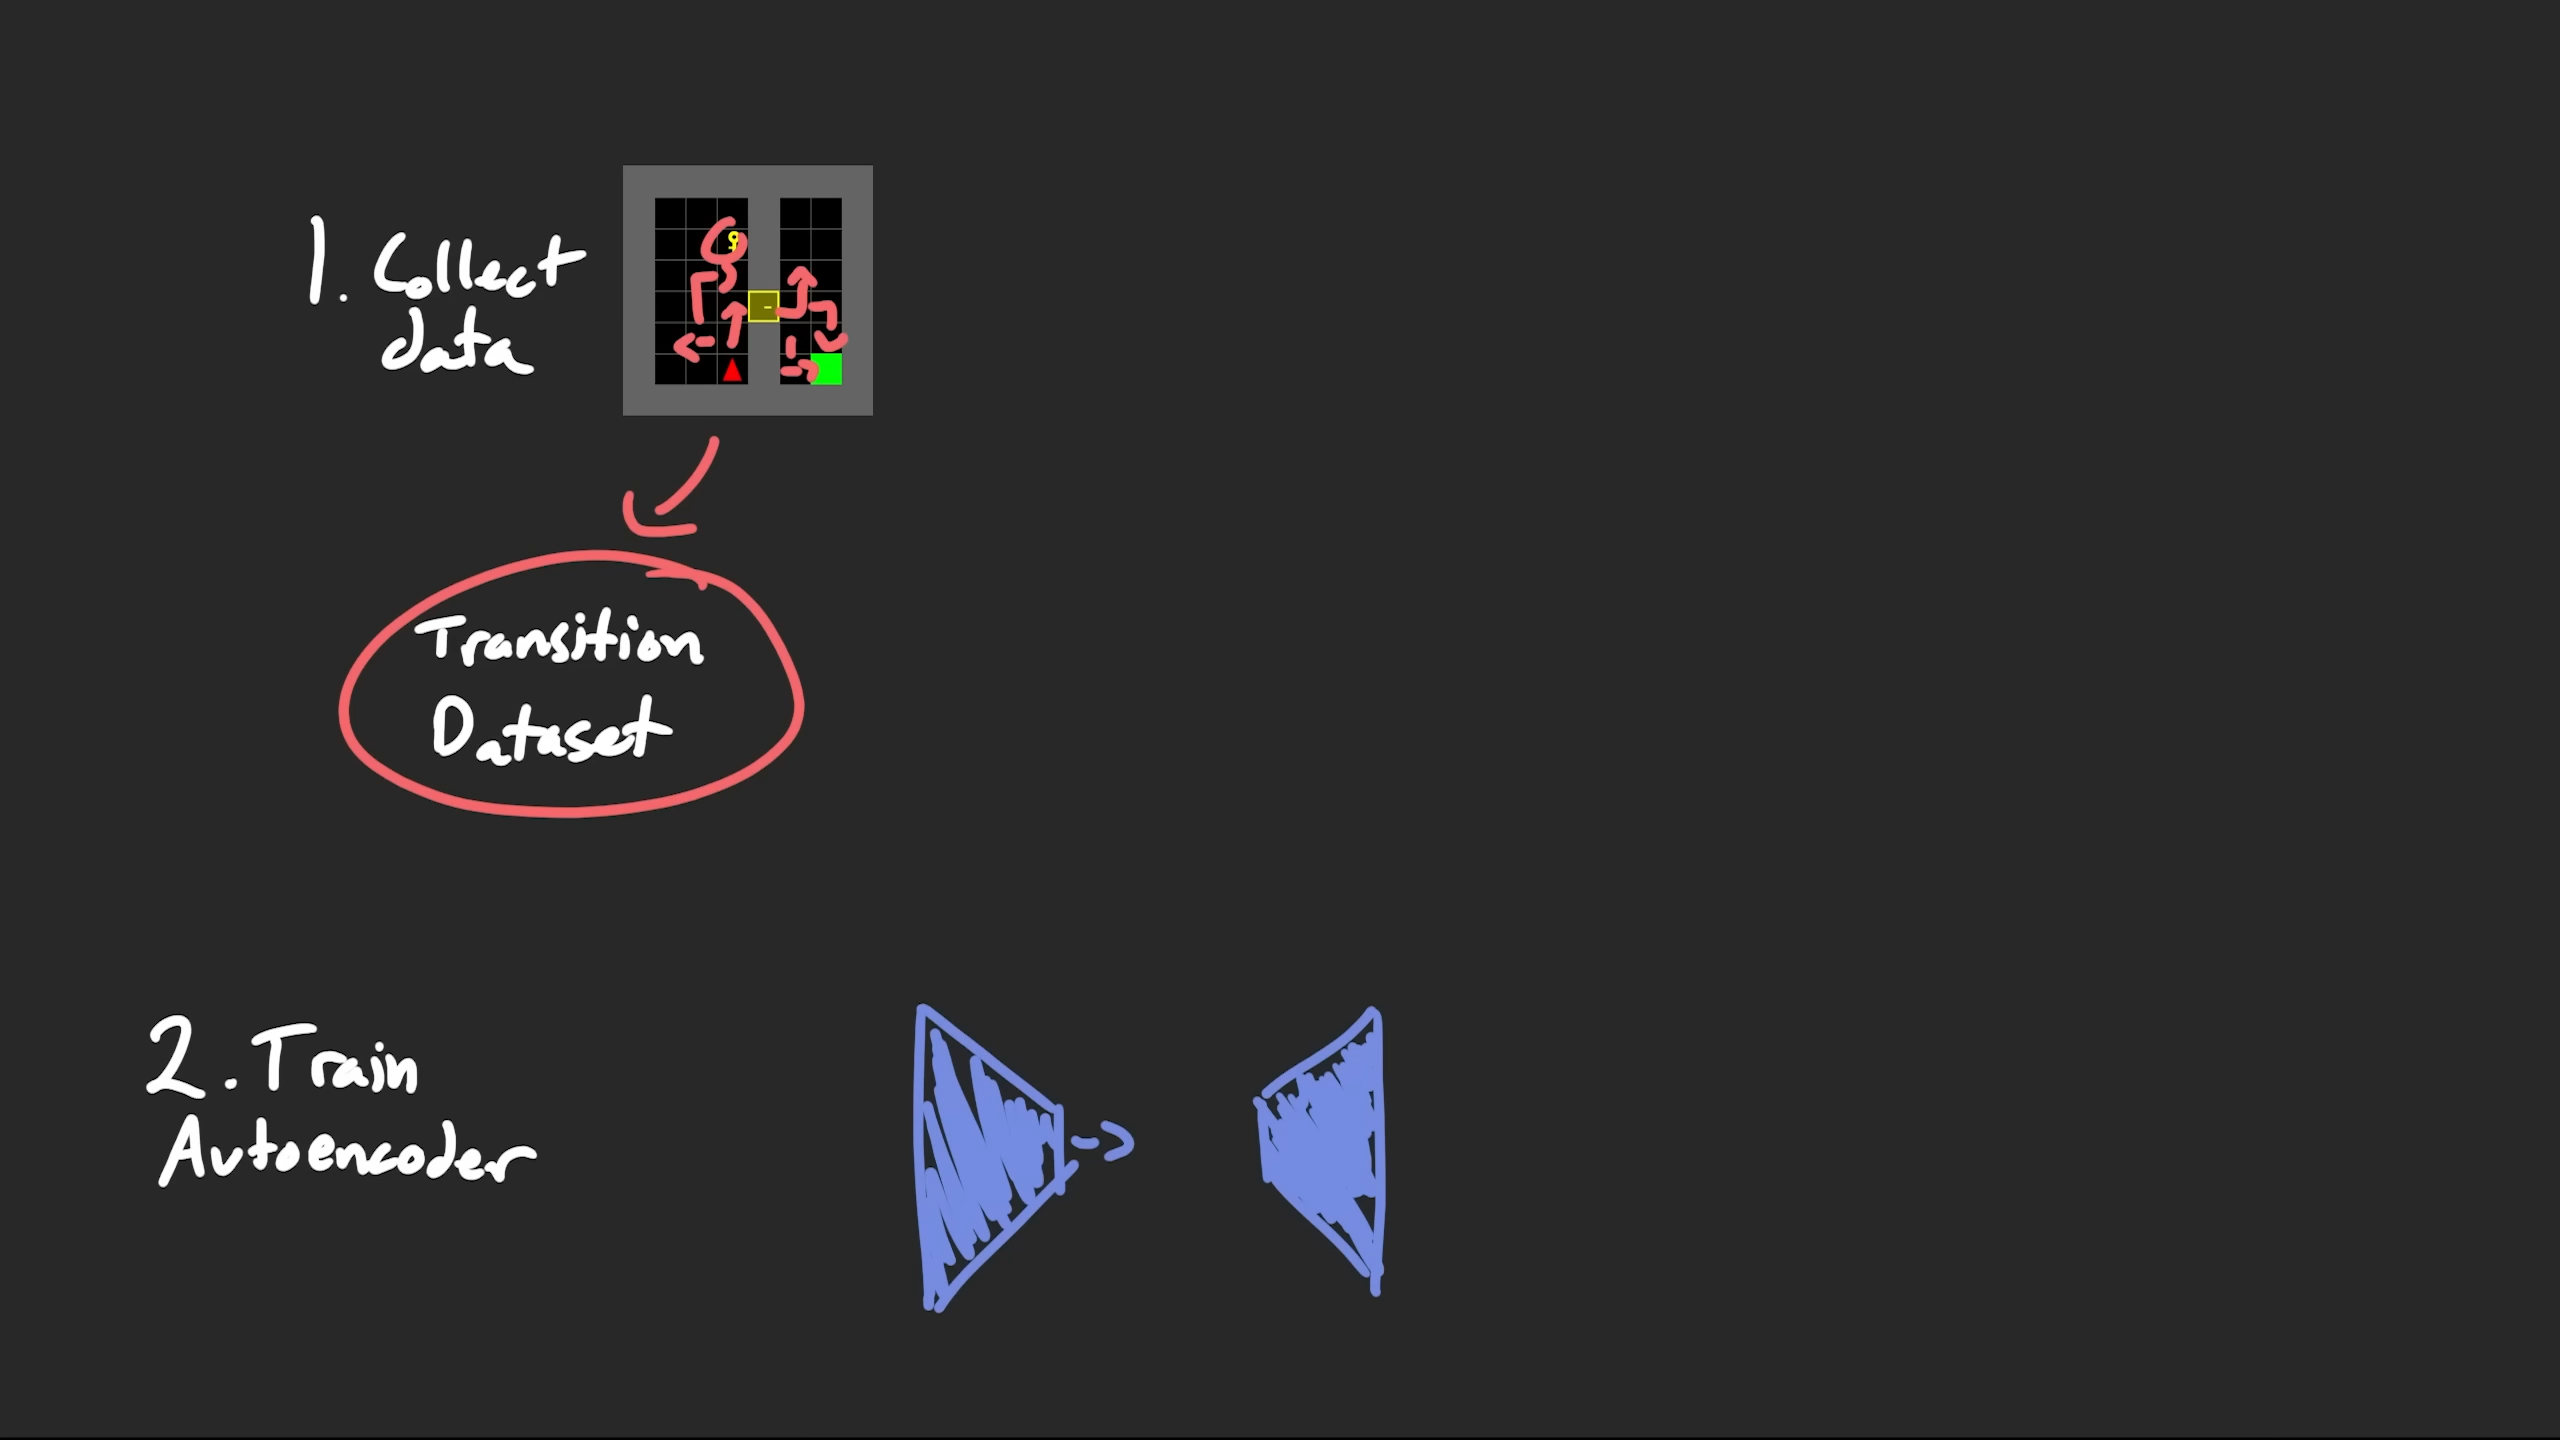 1. Collect
data
Transition
Dataset
2. Train
Autoencoder